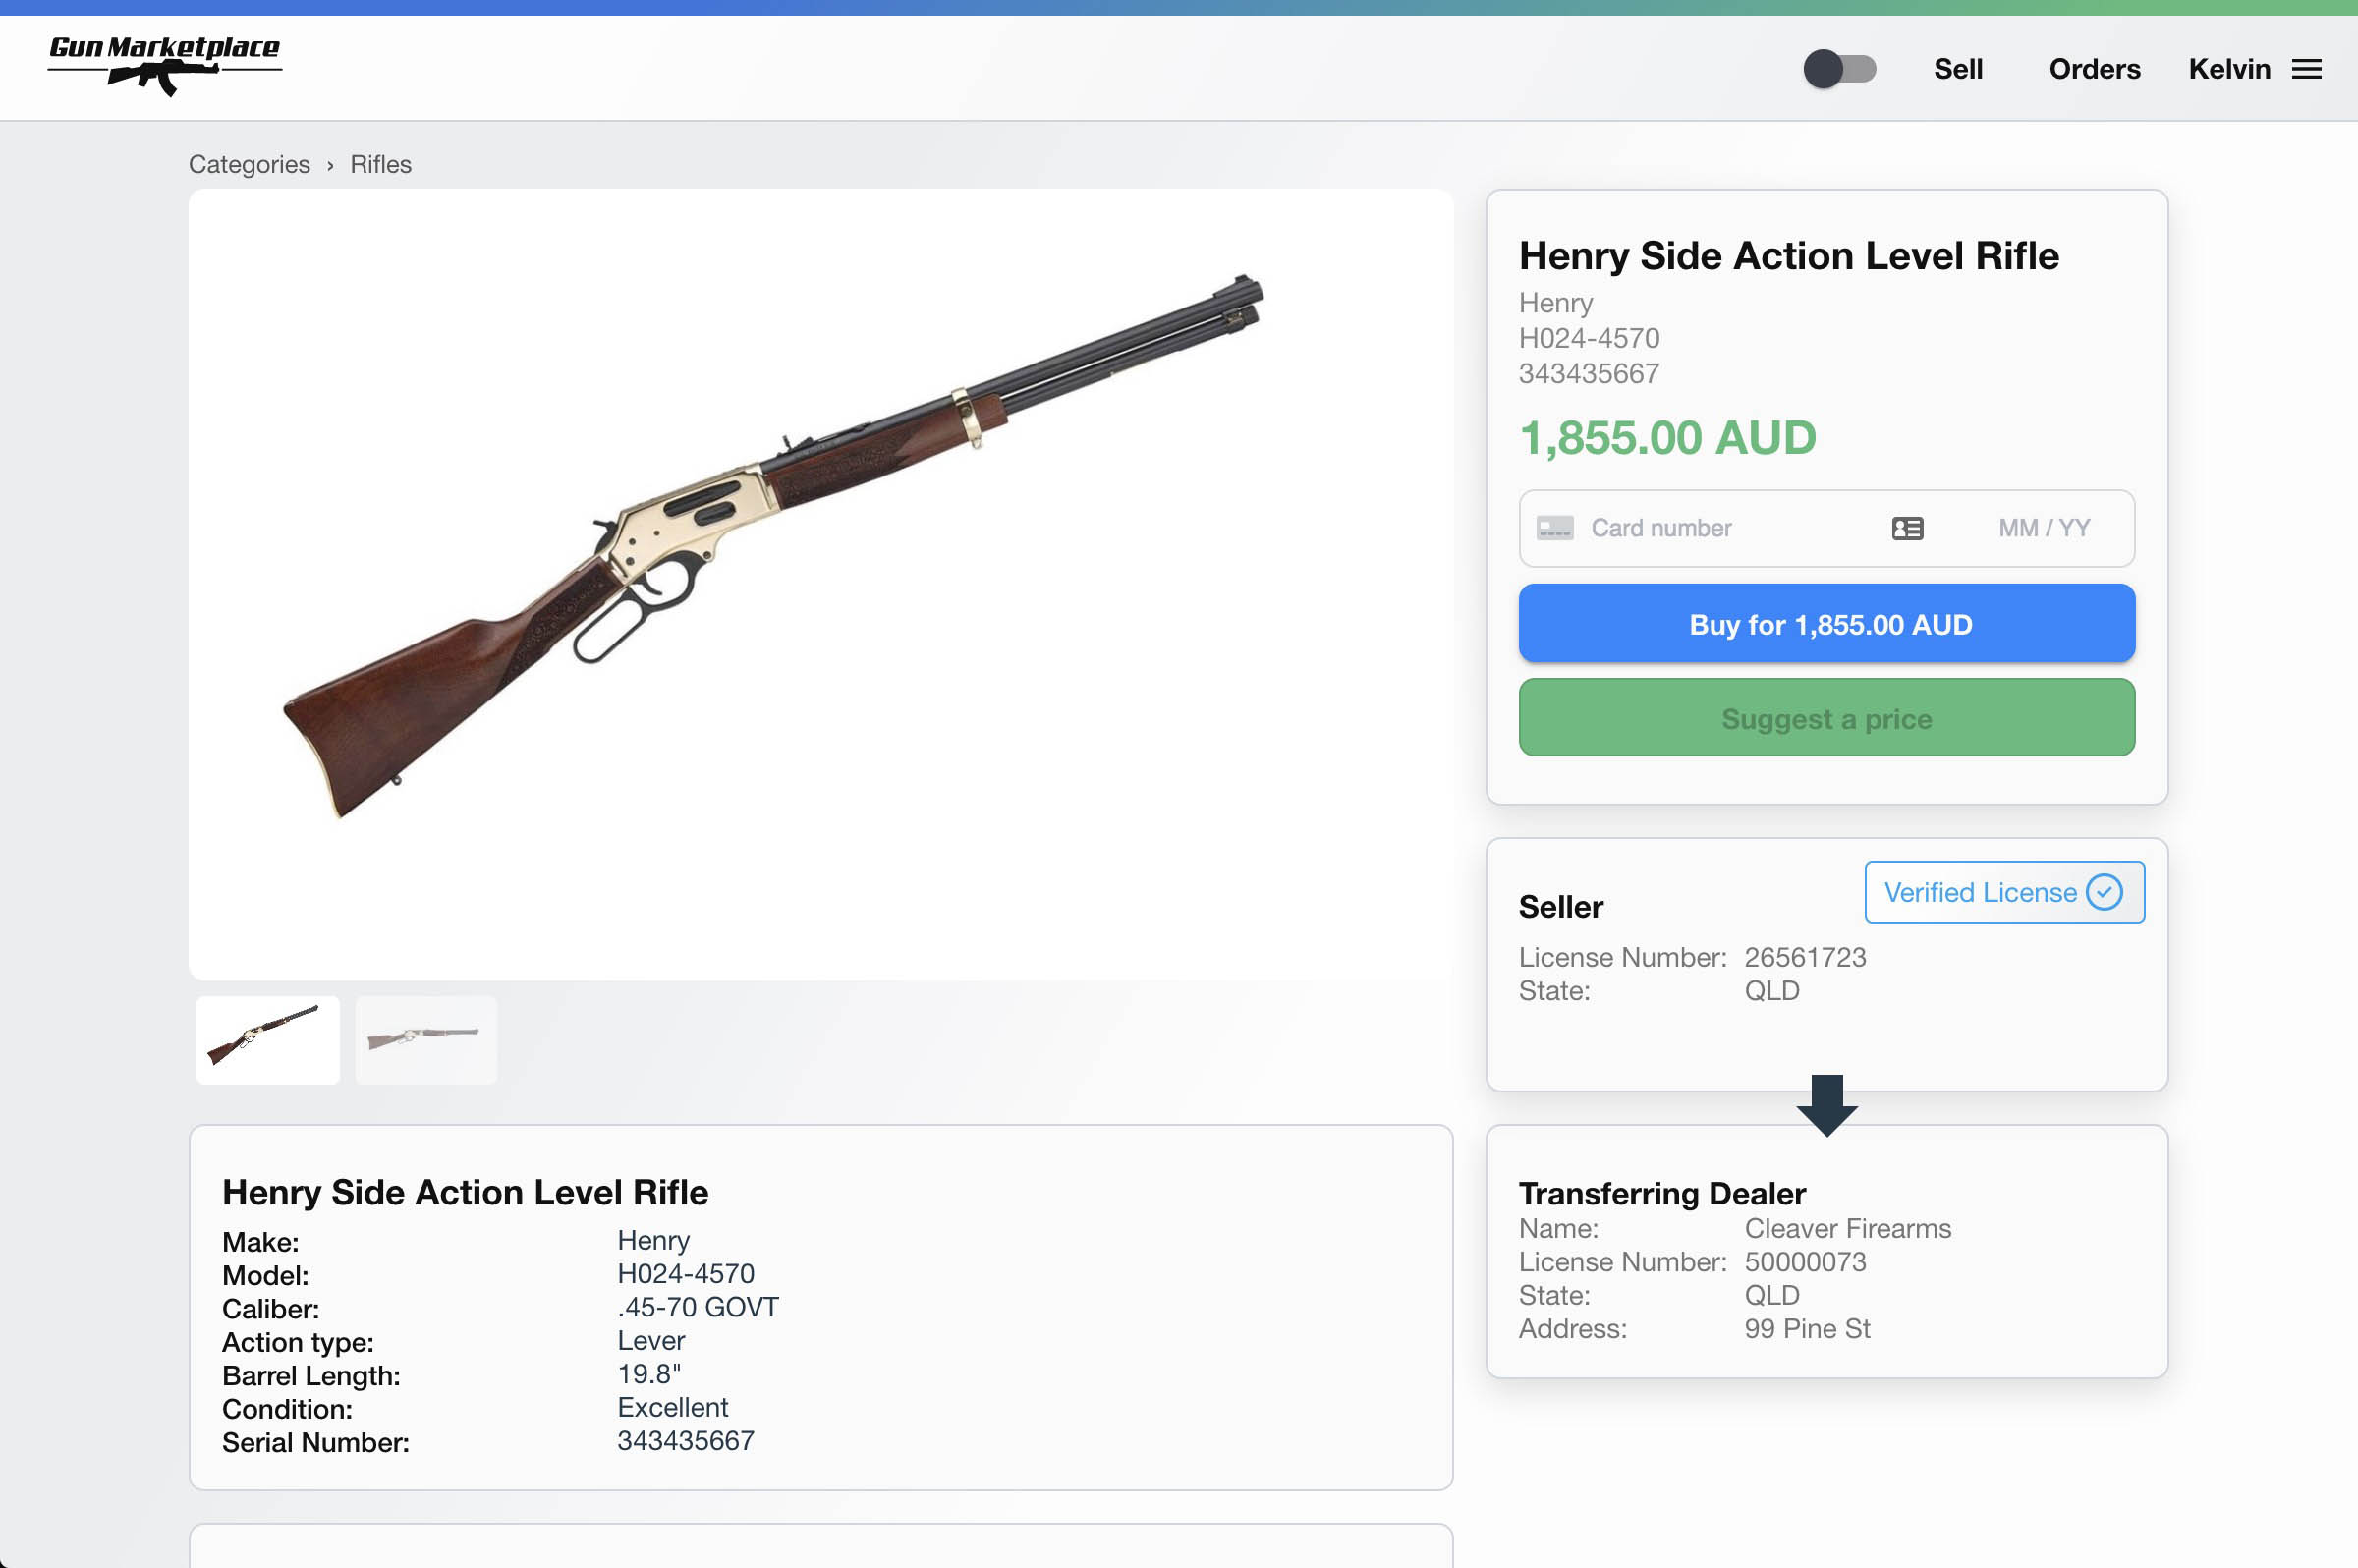 Gun Marketplace
Sell
Orders
Kelvin
Categories › Rifles
Henry Side Action Level Rifle
Henry
H024-4570
343435667
1,855.00 AUD
Card number
MM / YY
Buy for 1,855.00 AUD
Suggest a price
Seller
Verified License
License Number: 26561723
State: QLD
Henry Side Action Level Rifle
Make: Henry
Model: H024-4570
Caliber: .45-70 GOVT
Action type: Lever
Barrel Length: 19.8"
Condition: Excellent
Serial Number: 343435667
Transferring Dealer
Name: Cleaver Firearms
License Number: 50000073
State: QLD
Address: 99 Pine St